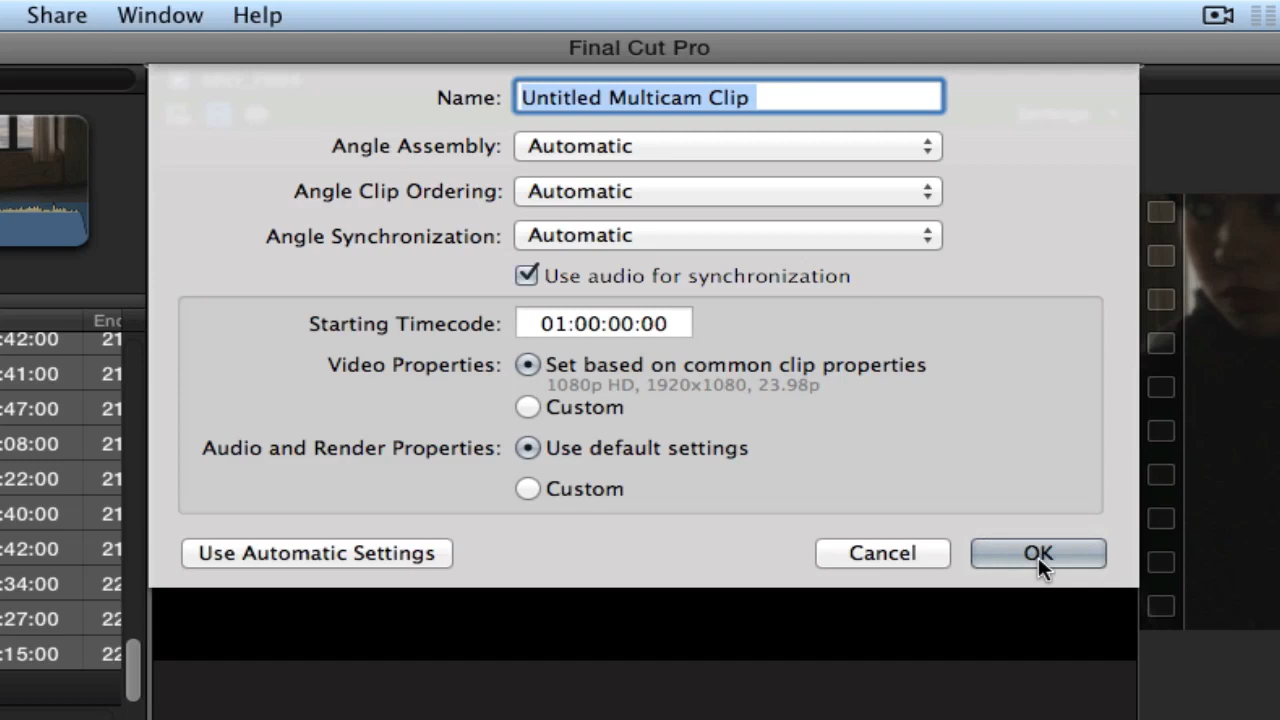 Share Window Help
Final Cut Pro
Name: Untitled Multicam Clip
Angle Assembly: Automatic
Angle Clip Ordering: Automatic
Angle Synchronization: Automatic
Use audio for synchronization
Starting Timecode: 01:00:00:00
Video Properties: Set based on common clip properties
1080p HD, 1920x1080, 23.98p
Custom
Audio and Render Properties: Use default settings
Custom
Use Automatic Settings Cancel OK
:42:00 21
:41:00 21
:47:00 21
:08:00 21
:22:00 21
:40:00 21
:42:00 21
:34:00 22
:27:00 22
:15:00 22